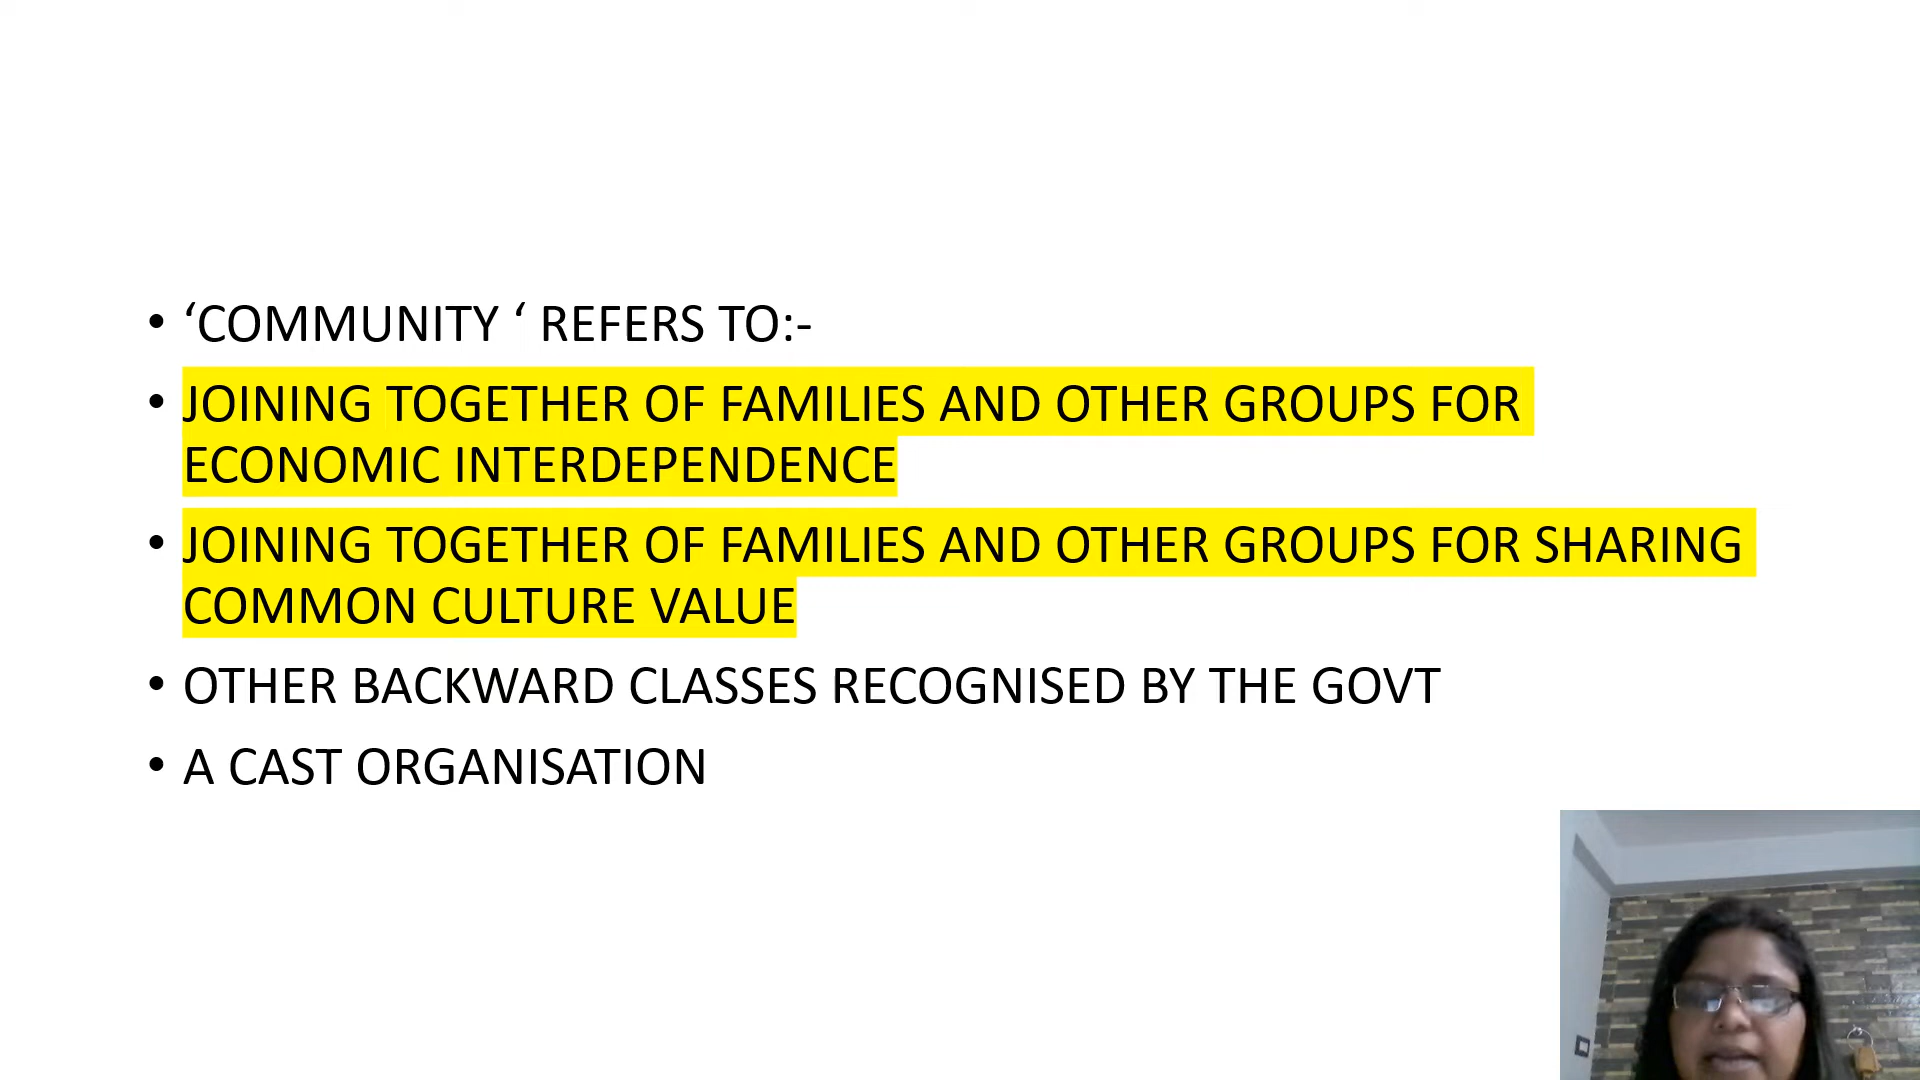 • ‘COMMUNITY ‘ REFERS TO:-
• JOINING TOGETHER OF FAMILIES AND OTHER GROUPS FOR
ECONOMIC INTERDEPENDENCE
• JOINING TOGETHER OF FAMILIES AND OTHER GROUPS FOR SHARING
COMMON CULTURE VALUE
• OTHER BACKWARD CLASSES RECOGNISED BY THE GOVT
• A CAST ORGANISATION